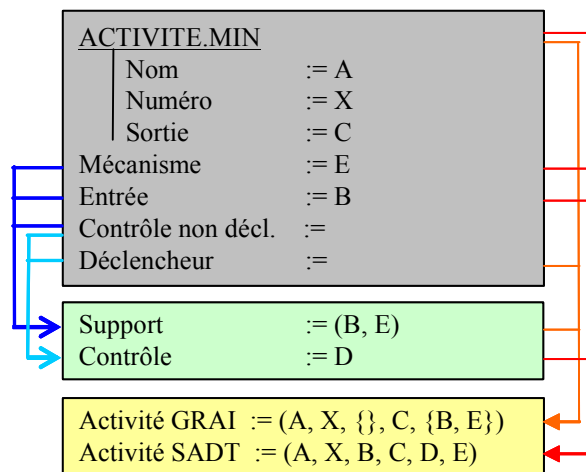 ACTIVITE.MIN
Nom := A
Numéro := X
Sortie := C
Mécanisme := E
Entrée := B
Contrôle non décl. :=
Déclencheur :=
Support := (B, E)
Contrôle := D
Activité GRAI := (A, X, {}, C, {B, E})
Activité SADT := (A, X, B, C, D, E)